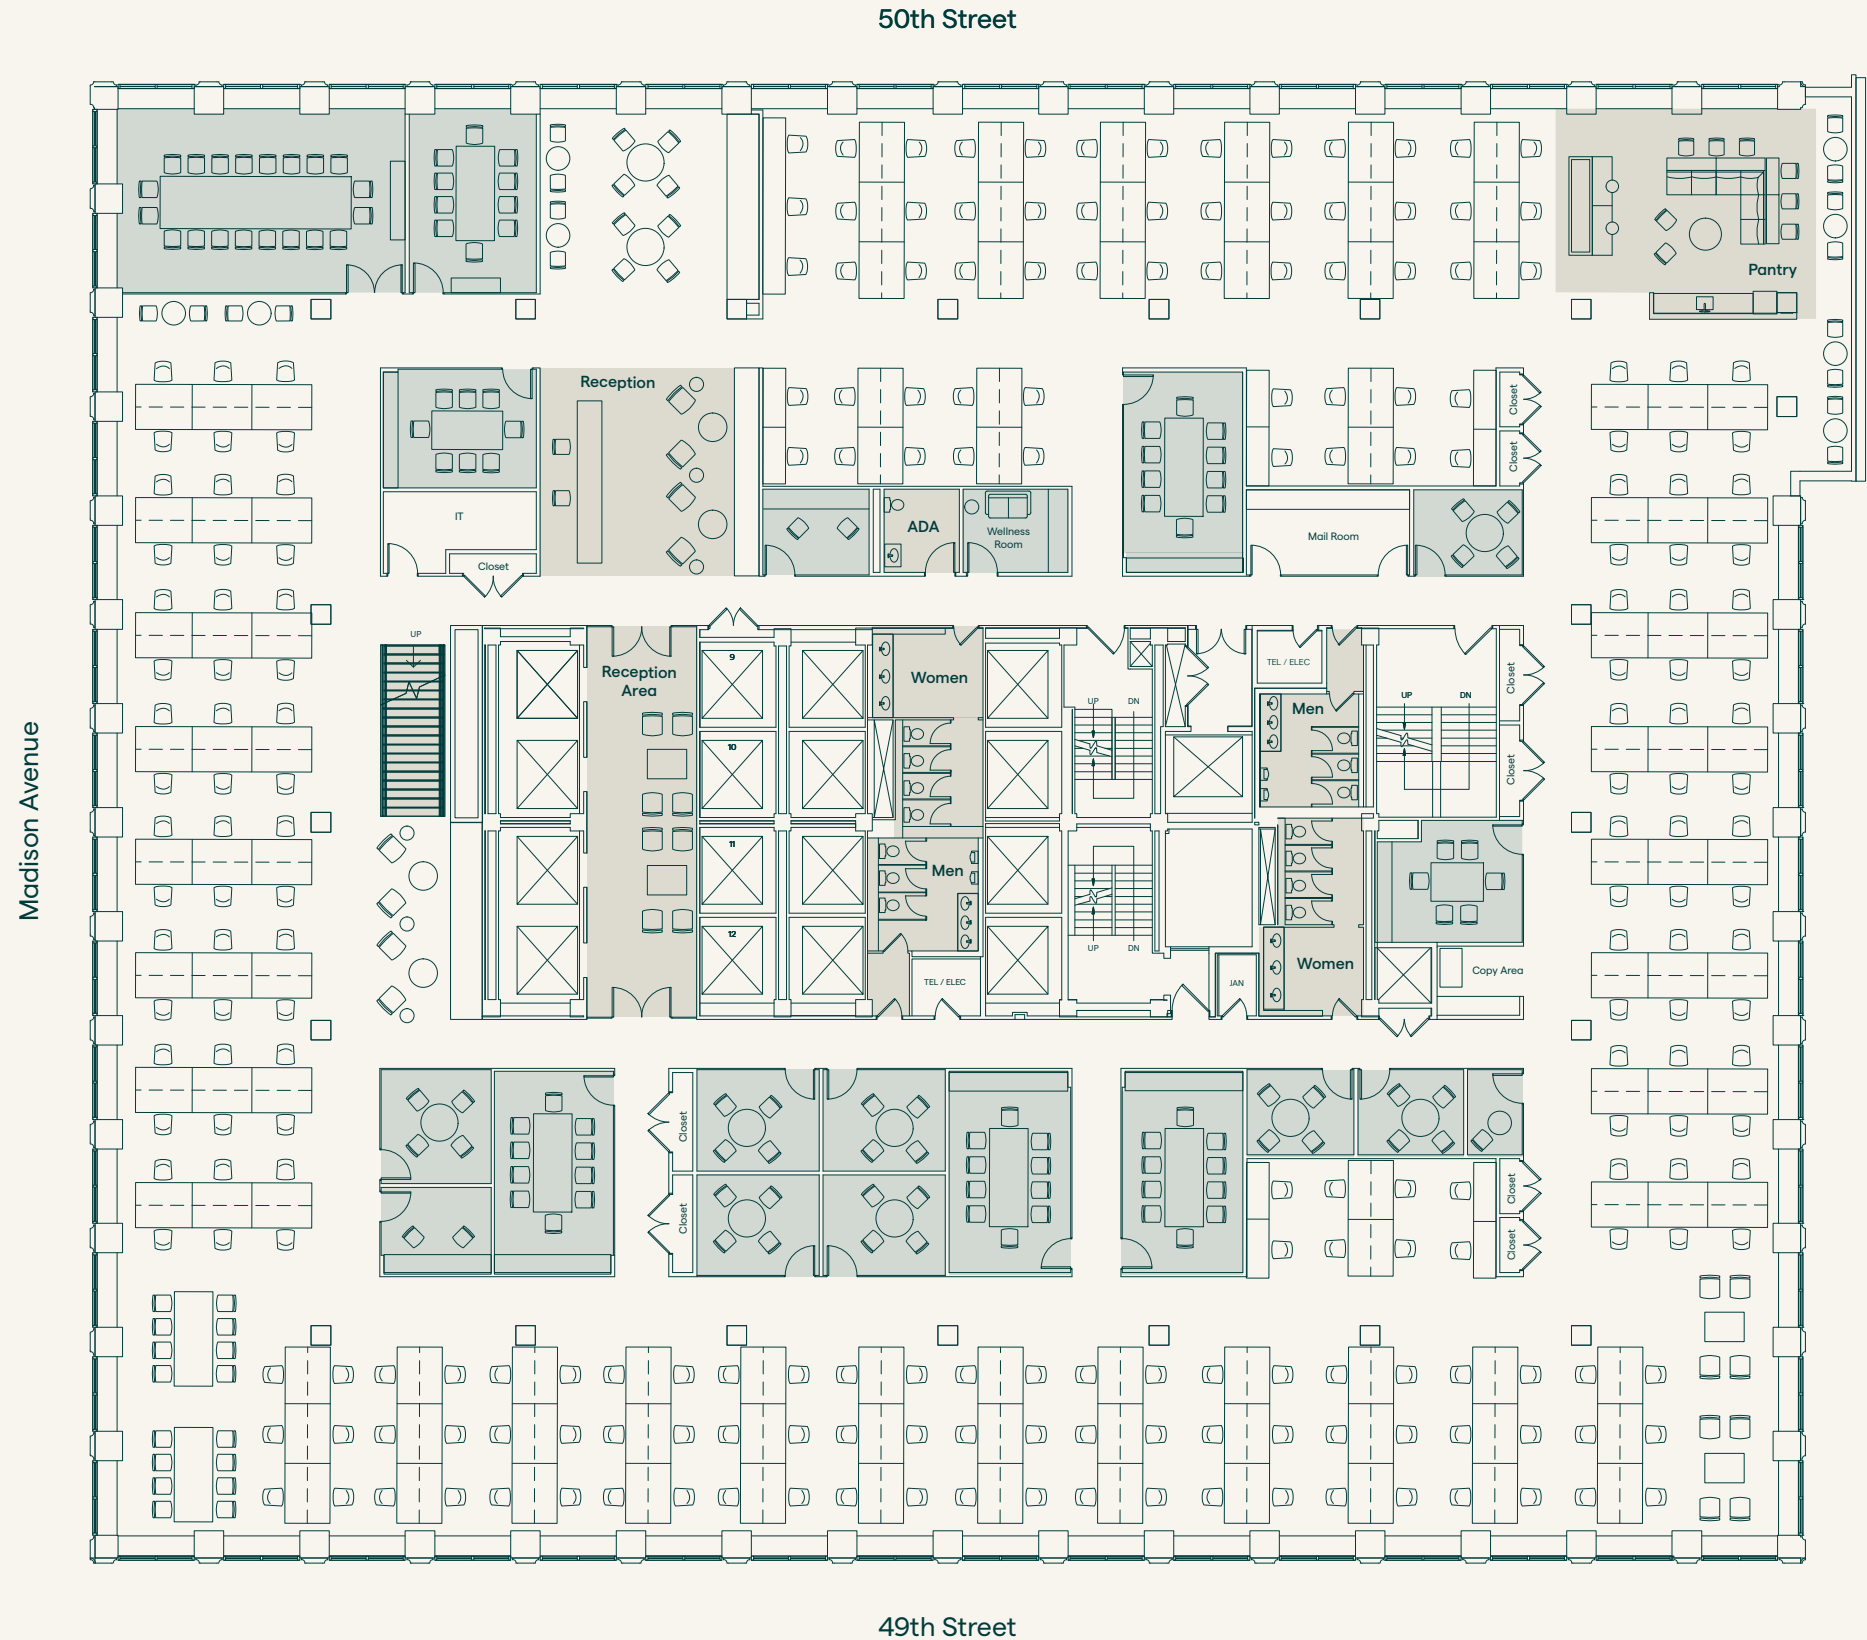 50th Street
Pantry
Madison Avenue
Reception
Closet
Closet
IT
Closet
ADA
Wellness
Room
Mail Room
UP
Reception
Area
9
10
11
12
Women
Men
TEL / ELEC
UP
DN
UP
DN
TEL / ELEC
Men
UP
DN
Closet
Closet
Women
JAN
Copy Area
Closet
Closet
Closet
Closet
49th Street